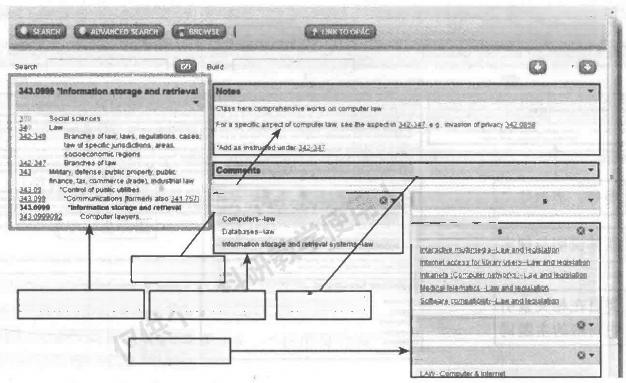 SEARCH
ADVANCED SEARCH
BROWSE
LINK TO OPAC
Search
Build
343.0999 *Information storage and retrieval
Social sciences
Law
342-349 Branches of law; laws, regulations, cases;
law of specific jurisdictions, areas,
socioeconomic regions
342-347 Branches of law
343 Military, defense, public property, public
finance, tax, commerce (trade), industrial law
343.09 *Control of public utilities
343.099 *Communications [formerly also 341.757]
343.0999 *Information storage and retrieval
343.0999092 Computer lawyers
Notes
Class here comprehensive works on computer law
For a specific aspect of computer law, see the aspect in 342-347, e.g., invasion of privacy 342.0858
*Add as instructed under 342-347
Comments
Computers--law
Databases--law
Information storage and retrieval systems--law
s
s
Interactive multimedia--Law and legislation
Internet access for library users--Law and legislation
Intranets (Computer networks)--Law and legislation
Medical telematics--Law and legislation
Software compatibility--Law and legislation
LAW- Computer & Internet